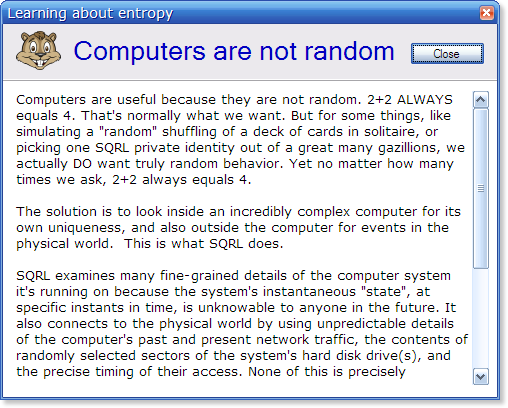 Learning about entropy
Computers are not random
Close
Computers are useful because they are not random. 2+2 ALWAYS
equals 4. That's normally what we want. But for some things, like
simulating a "random" shuffling of a deck of cards in solitaire, or
picking one SQRL private identity out of a great many gazillions, we
actually DO want truly random behavior. Yet no matter how many
times we ask, 2+2 always equals 4.
The solution is to look inside an incredibly complex computer for its
own uniqueness, and also outside the computer for events in the
physical world.  This is what SQRL does.
SQRL examines many fine-grained details of the computer system
it's running on because the system's instantaneous "state", at
specific instants in time, is unknowable to anyone in the future. It
also connects to the physical world by using unpredictable details
of the computer's past and present network traffic, the contents of
randomly selected sectors of the system's hard disk drive(s), and
the precise timing of their access. None of this is precisely